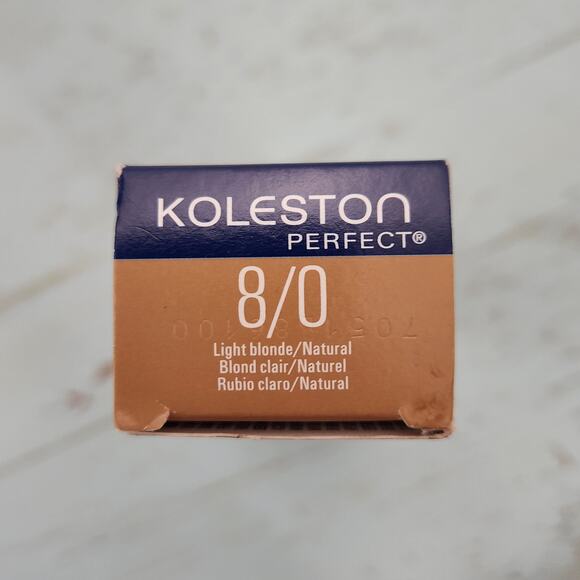 KOLESTON
PERFECT®
8/0
Light blonde/Natural
Blond clair/Naturel
Rubio claro/Natural